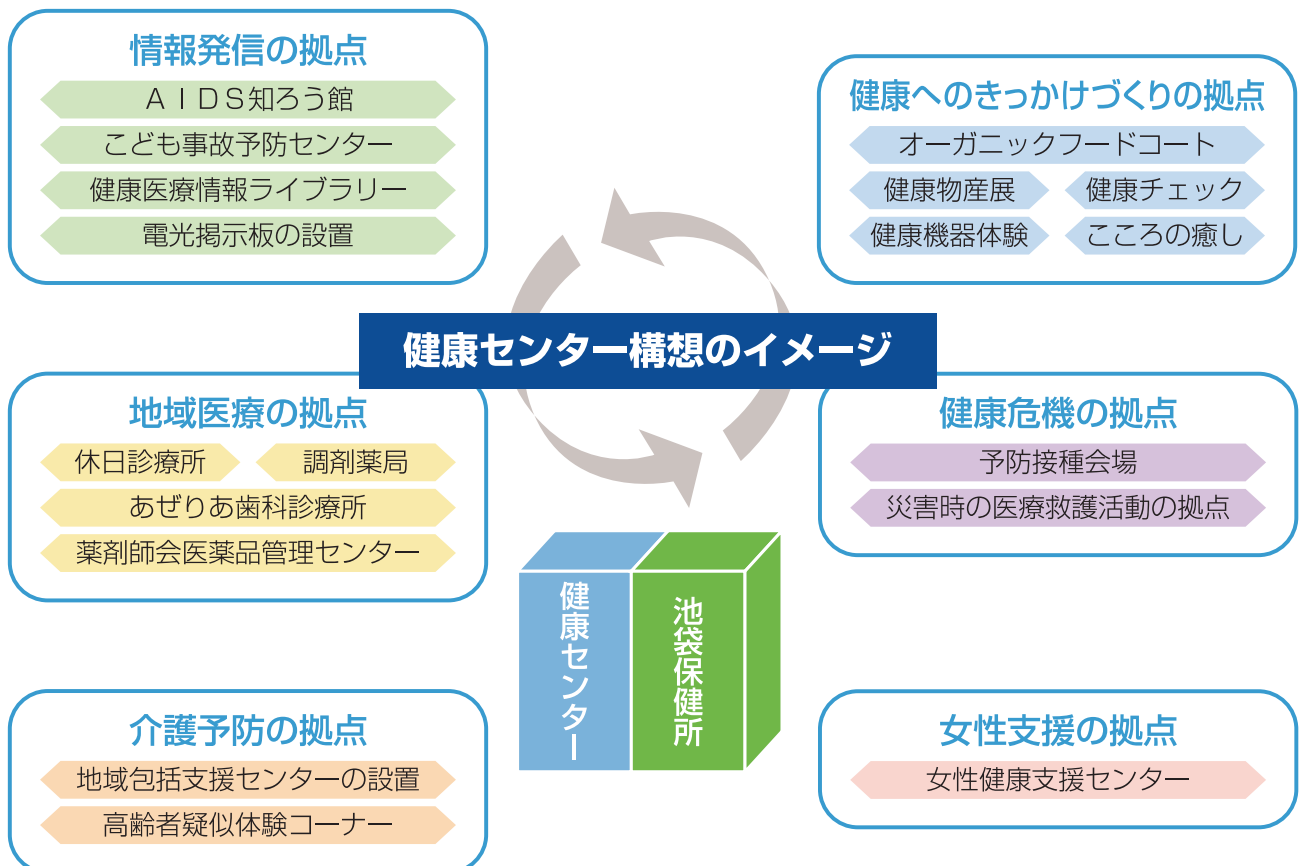 情報発信の拠点
ＡＩＤＳ知ろう館
こども事故予防センター
健康医療情報ライブラリー
電光掲示板の設置
健康へのきっかけづくりの拠点
オーガニックフードコート
健康物産展
健康チェック
健康機器体験
こころの癒し
健康センター構想のイメージ
地域医療の拠点
休日診療所
調剤薬局
あぜりあ歯科診療所
薬剤師会医薬品管理センター
健康危機の拠点
予防接種会場
災害時の医療救護活動の拠点
健康センター
池袋保健所
介護予防の拠点
地域包括支援センターの設置
高齢者疑似体験コーナー
女性支援の拠点
女性健康支援センター